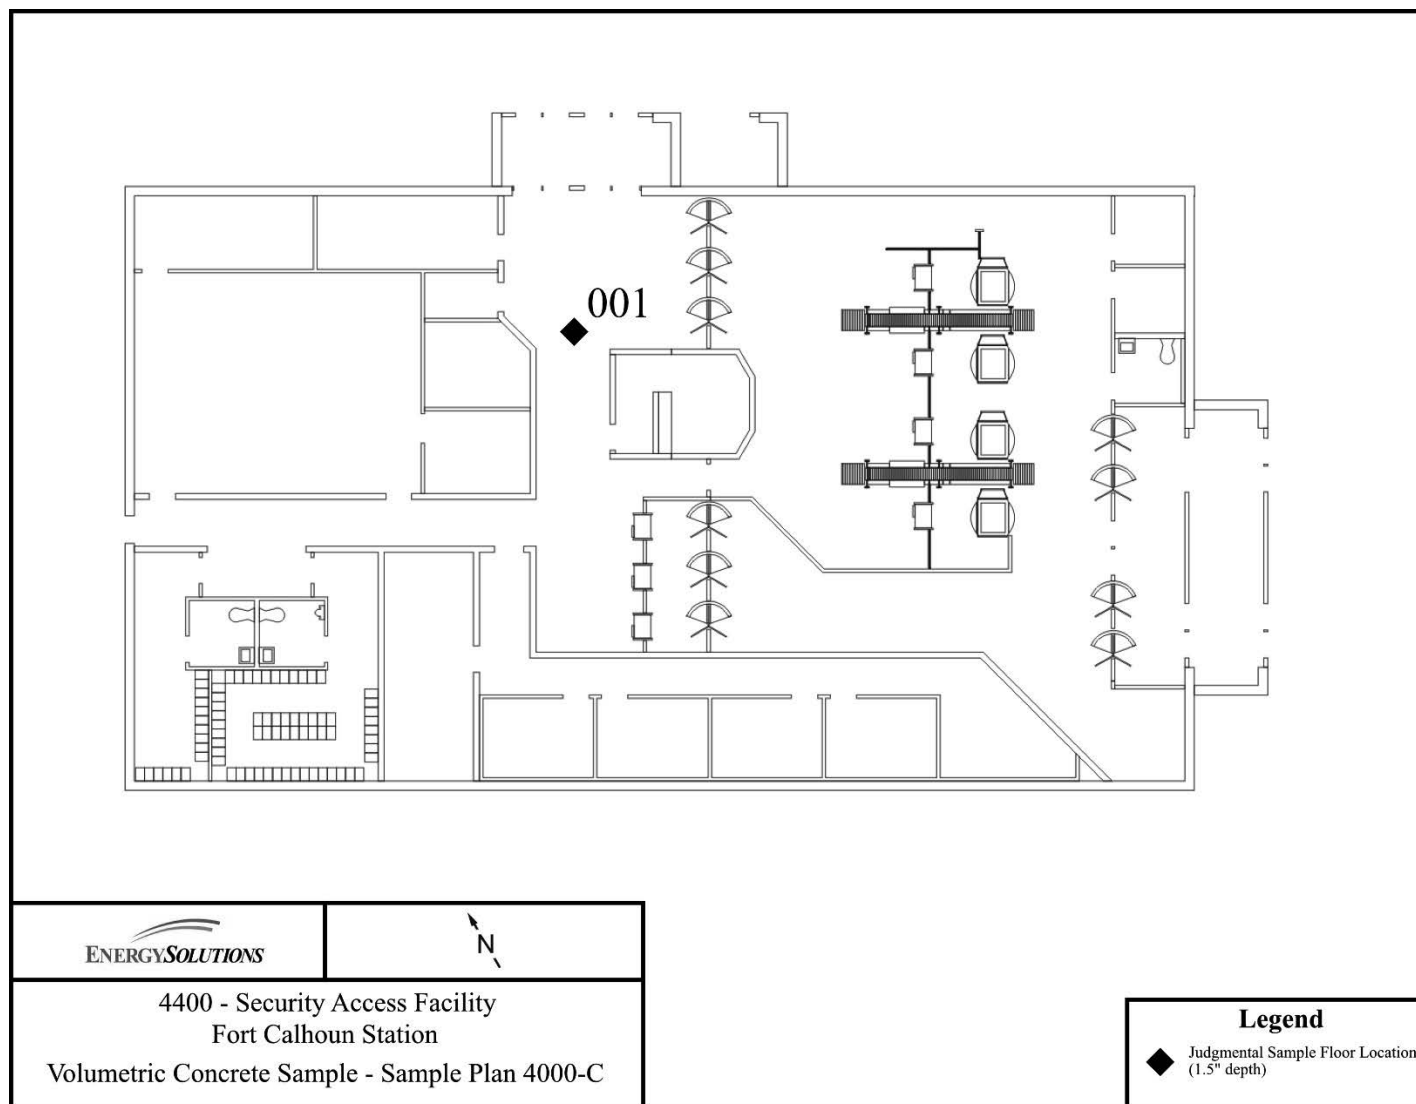 001
ENERGYSOLUTIONS
N
4400 - Security Access Facility
Fort Calhoun Station
Volumetric Concrete Sample - Sample Plan 4000-C
Legend
Judgmental Sample Floor Location
(1.5" depth)